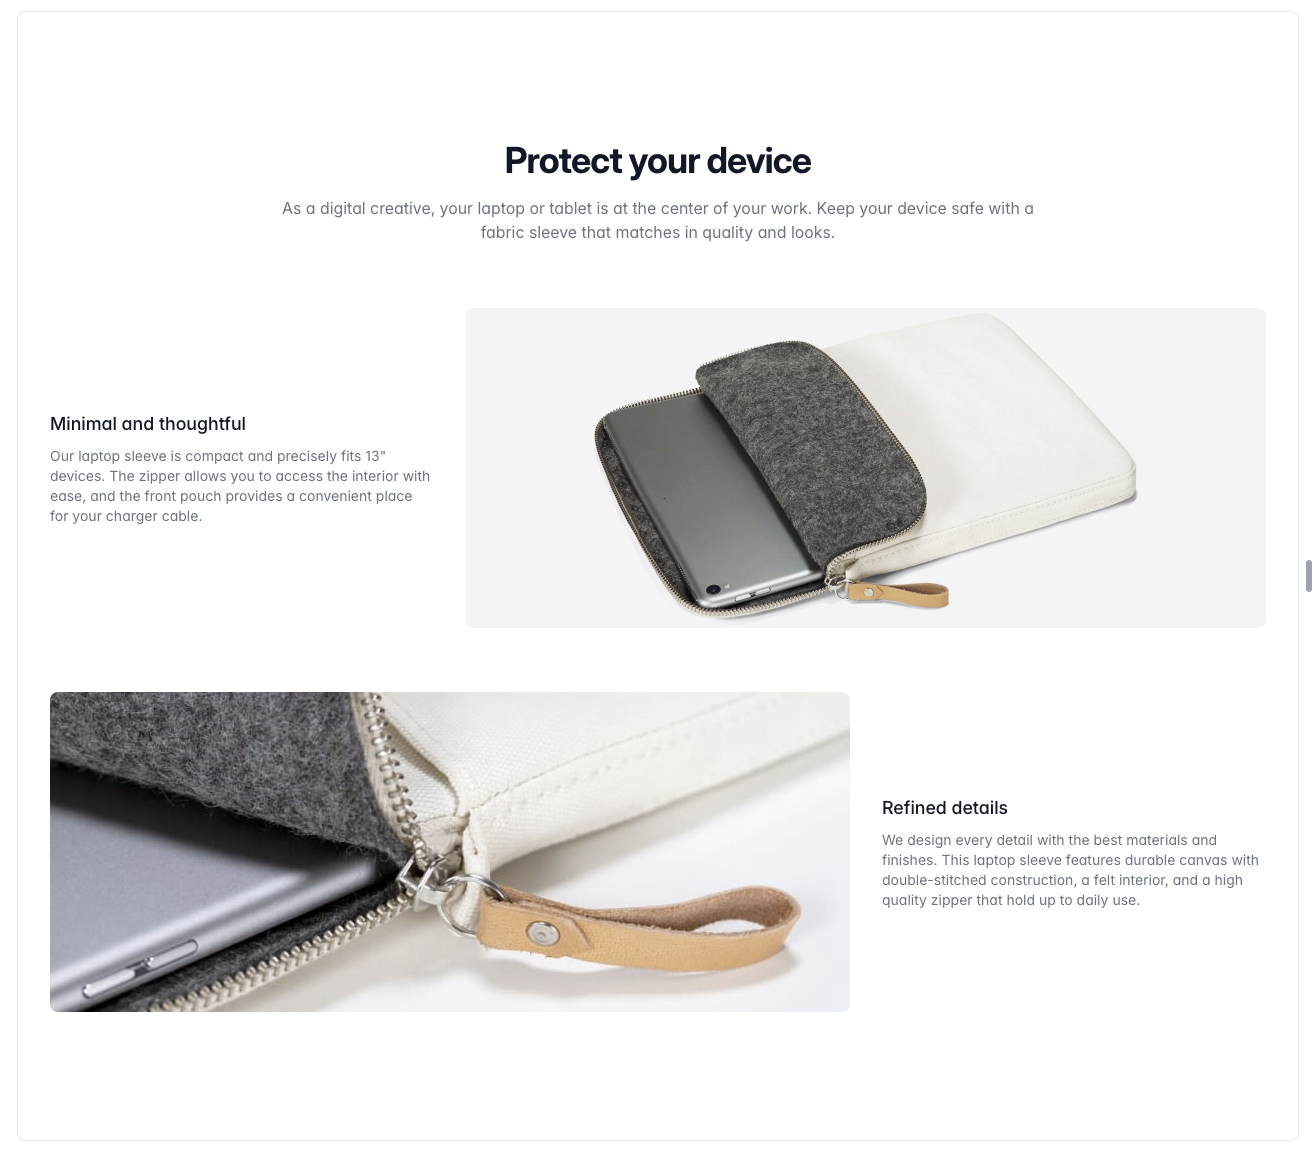 Protect your device
As a digital creative, your laptop or tablet is at the center of your work. Keep your device safe with a
fabric sleeve that matches in quality and looks.
Minimal and thoughtful
Our laptop sleeve is compact and precisely fits 13"
devices. The zipper allows you to access the interior with
ease, and the front pouch provides a convenient place
for your charger cable.
Refined details
We design every detail with the best materials and
finishes. This laptop sleeve features durable canvas with
double-stitched construction, a felt interior, and a high
quality zipper that hold up to daily use.